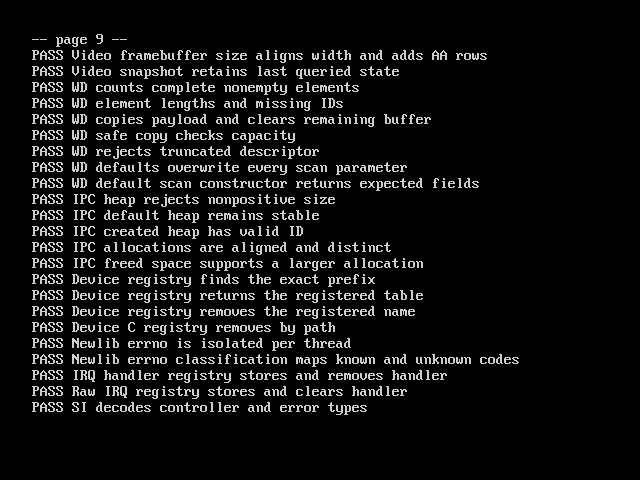 -- page 9 --
PASS Video framebuffer size aligns width and adds AA rows
PASS Video snapshot retains last queried state
PASS WD counts complete nonempty elements
PASS WD element lengths and missing IDs
PASS WD copies payload and clears remaining buffer
PASS WD safe copy checks capacity
PASS WD rejects truncated descriptor
PASS WD defaults overwrite every scan parameter
PASS WD default scan constructor returns expected fields
PASS IPC heap rejects nonpositive size
PASS IPC default heap remains stable
PASS IPC created heap has valid ID
PASS IPC allocations are aligned and distinct
PASS IPC freed space supports a larger allocation
PASS Device registry finds the exact prefix
PASS Device registry returns the registered table
PASS Device registry removes the registered name
PASS Device C registry removes by path
PASS Newlib errno is isolated per thread
PASS Newlib errno classification maps known and unknown codes
PASS IRQ handler registry stores and removes handler
PASS Raw IRQ registry stores and clears handler
PASS SI decodes controller and error types